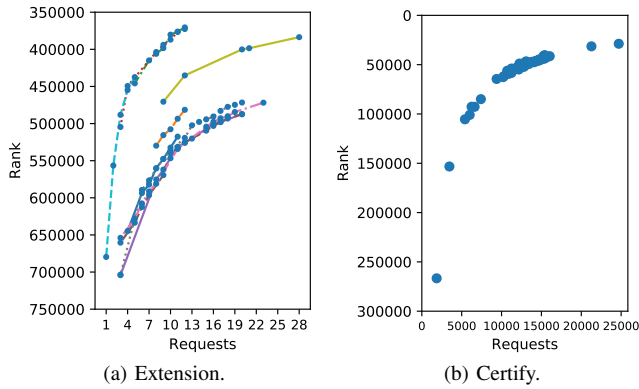 350000
400000
450000
500000
550000
600000
650000
700000
750000
Rank
1 4 7 10 13 16 19 22 25 28
Requests
(a) Extension.
0
50000
100000
150000
200000
250000
300000
Rank
0 5000 10000 15000 20000 25000
Requests
(b) Certify.